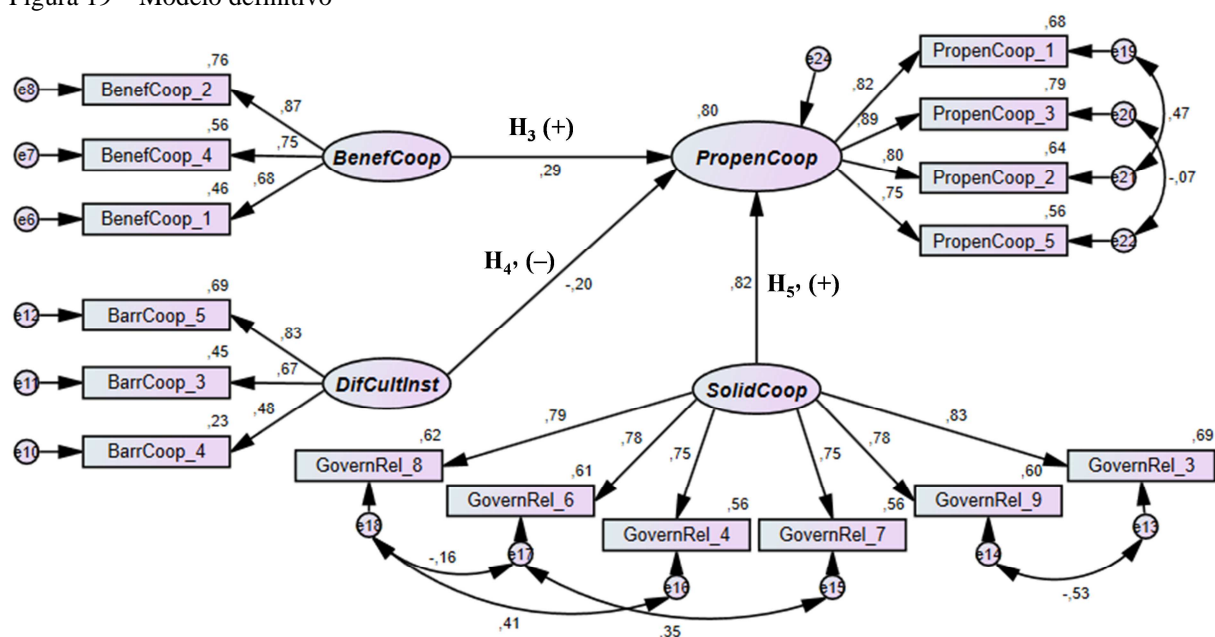 Figura 19 – Modelo definitivo
,76
e8 BenefCoop_2
,87
,56
e7 BenefCoop_4
,75
,46
e6 BenefCoop_1
,68
BenefCoop
H3 (+)
,29
e24
,80
PropenCoop
,68
PropenCoop_1 e19
,82
,79
PropenCoop_3 e20
,89
,47
,64
PropenCoop_2 e21
,80
-,07
,56
PropenCoop_5 e22
,75
H4, (–)
-,20
,82
H5, (+)
,69
e12 BarrCoop_5
,83
,45
e11 BarrCoop_3
,67
,23
e10 BarrCoop_4
,48
DifCultInst
SolidCoop
,79
,78
,75
,75
,78
,83
,62
GovernRel_8
,61
GovernRel_6
,56
GovernRel_4
,56
GovernRel_7
,60
GovernRel_9
,69
GovernRel_3
e18
e17
e16
e15
e14
e13
-,16
,41
,35
-,53